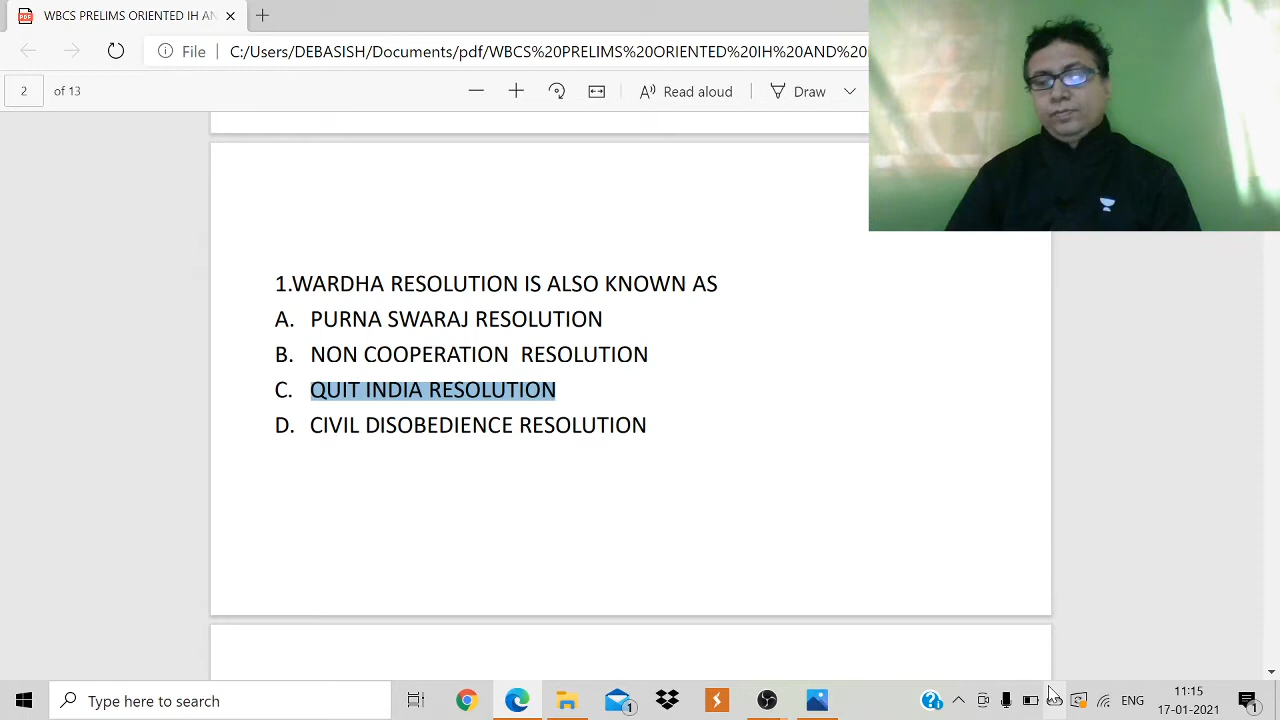 WBCS PRELIMS ORIENTED IH AN
File
C:/Users/DEBASISH/Documents/pdf/WBCS%20PRELIMS%20ORIENTED%20IH%20AND%20
2 of 13
Read aloud
Draw
1.WARDHA RESOLUTION IS ALSO KNOWN AS
A. PURNA SWARAJ RESOLUTION
B. NON COOPERATION RESOLUTION
C. QUIT INDIA RESOLUTION
D. CIVIL DISOBEDIENCE RESOLUTION
Type here to search
1
ENG
11:15
17-01-2021
1